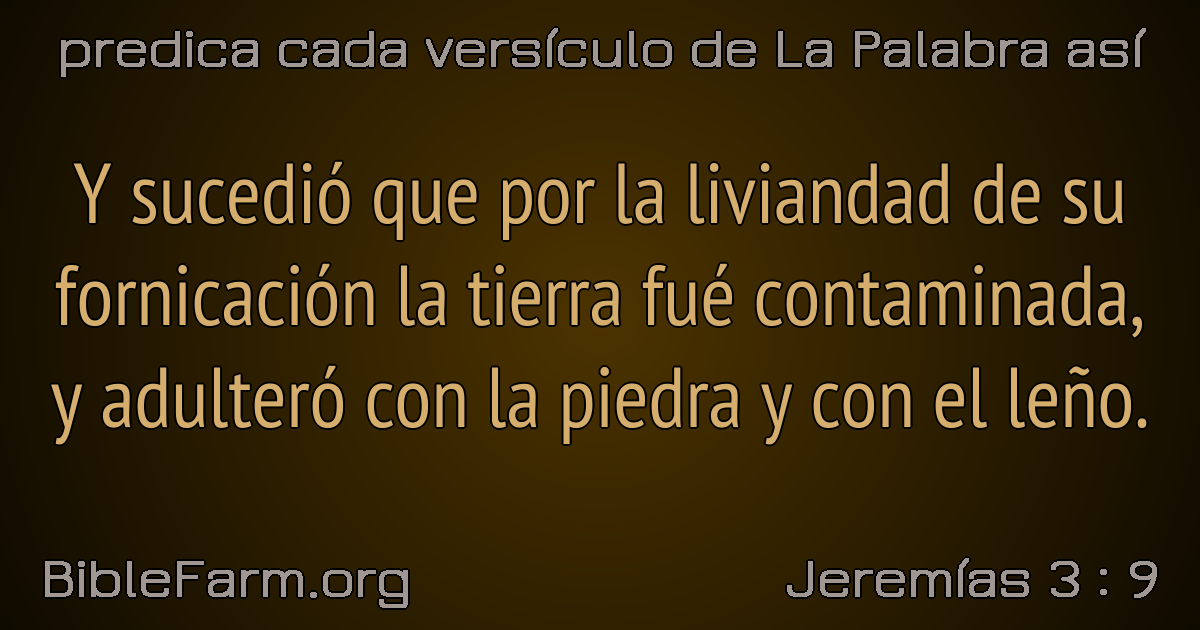 predica cada versículo de La Palabra así
Y sucedió que por la liviandad de su
fornicación la tierra fué contaminada,
y adulteró con la piedra y con el leño.
BibleFarm.org
Jeremías 3 : 9